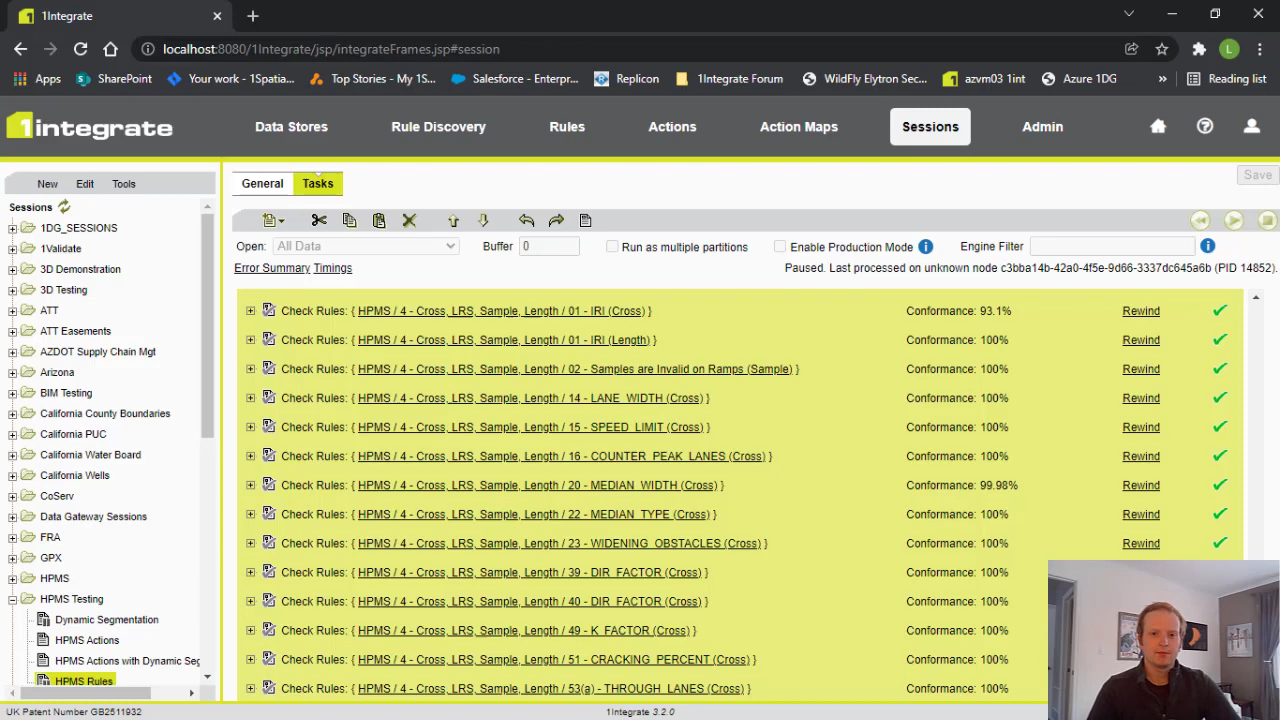 1Integrate
localhost:8080/1Integrate/jsp/integrateFrames.jsp#session
L
Apps SharePoint Your work - 1Spatia... Top Stories - My 1S... Salesforce - Enterpr... Replicon 1Integrate Forum WildFly Elytron Sec... azvm03 1int Azure 1DG » Reading list
1integrate Data Stores Rule Discovery Rules Actions Action Maps Sessions Admin
New Edit Tools
Sessions
1DG_SESSIONS
1Validate
3D Demonstration
3D Testing
ATT
ATT Easements
AZDOT Supply Chain Mgt
Arizona
BIM Testing
California County Boundaries
California PUC
California Water Board
California Wells
CoServ
Data Gateway Sessions
FRA
GPX
HPMS
HPMS Testing
Dynamic Segmentation
HPMS Actions
HPMS Actions with Dynamic Seg
HPMS Rules
General Tasks Save
Open: All Data Buffer 0 Run as multiple partitions Enable Production Mode Engine Filter
Error Summary Timings Paused. Last processed on unknown node c3bba14b-42a0-4f5e-9d66-3337dc645a6b (PID 14852).
Check Rules: { HPMS / 4 - Cross, LRS, Sample, Length / 01 - IRI (Cross) } Conformance: 93.1% Rewind
Check Rules: { HPMS / 4 - Cross, LRS, Sample, Length / 01 - IRI (Length) } Conformance: 100% Rewind
Check Rules: { HPMS / 4 - Cross, LRS, Sample, Length / 02 - Samples are Invalid on Ramps (Sample) } Conformance: 100% Rewind
Check Rules: { HPMS / 4 - Cross, LRS, Sample, Length / 14 - LANE_WIDTH (Cross) } Conformance: 100% Rewind
Check Rules: { HPMS / 4 - Cross, LRS, Sample, Length / 15 - SPEED_LIMIT (Cross) } Conformance: 100% Rewind
Check Rules: { HPMS / 4 - Cross, LRS, Sample, Length / 16 - COUNTER_PEAK_LANES (Cross) } Conformance: 100% Rewind
Check Rules: { HPMS / 4 - Cross, LRS, Sample, Length / 20 - MEDIAN_WIDTH (Cross) } Conformance: 99.98% Rewind
Check Rules: { HPMS / 4 - Cross, LRS, Sample, Length / 22 - MEDIAN_TYPE (Cross) } Conformance: 100% Rewind
Check Rules: { HPMS / 4 - Cross, LRS, Sample, Length / 23 - WIDENING_OBSTACLES (Cross) } Conformance: 100% Rewind
Check Rules: { HPMS / 4 - Cross, LRS, Sample, Length / 39 - DIR_FACTOR (Cross) } Conformance: 100%
Check Rules: { HPMS / 4 - Cross, LRS, Sample, Length / 40 - DIR_FACTOR (Cross) } Conformance: 100%
Check Rules: { HPMS / 4 - Cross, LRS, Sample, Length / 49 - K_FACTOR (Cross) } Conformance: 100%
Check Rules: { HPMS / 4 - Cross, LRS, Sample, Length / 51 - CRACKING_PERCENT (Cross) } Conformance: 100%
Check Rules: { HPMS / 4 - Cross, LRS, Sample, Length / 53(a) - THROUGH_LANES (Cross) } Conformance: 100%
UK Patent Number GB2511932 1Integrate 3.2.0